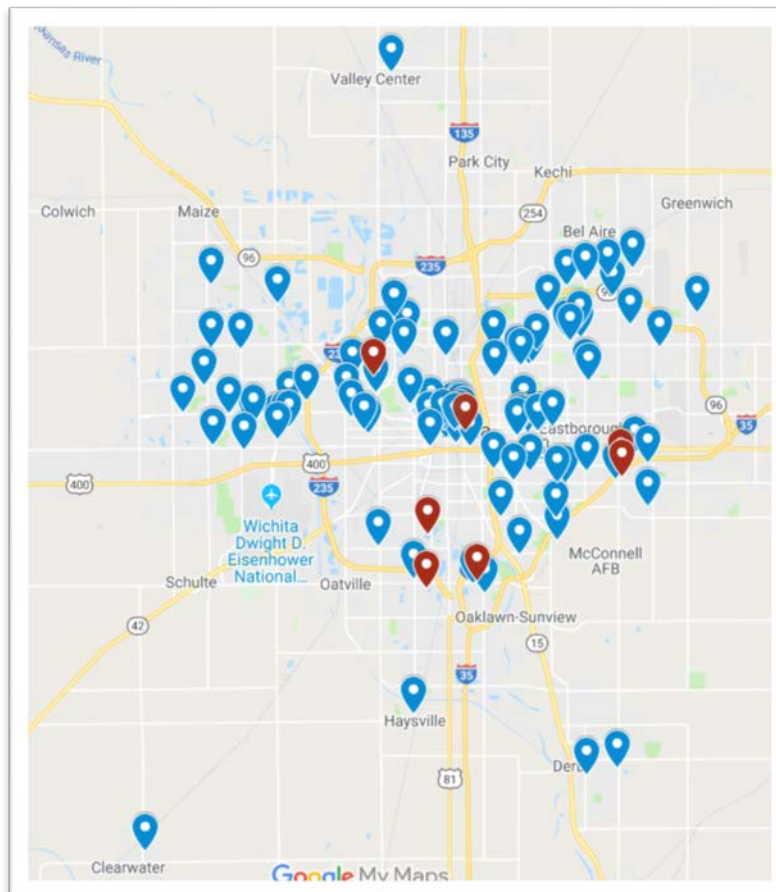 Arkansas River
Valley Center
135
Park City
Kechi
Greenwich
Colwich
Maize
254
Bel Aire
96
235
96
Eastborough
35
400
400
235
Wichita
Dwight D.
Eisenhower
National...
McConnell
AFB
Schulte
Oatville
42
Oaklawn-Sunview
15
35
Haysville
81
Clearwater
Google My Maps